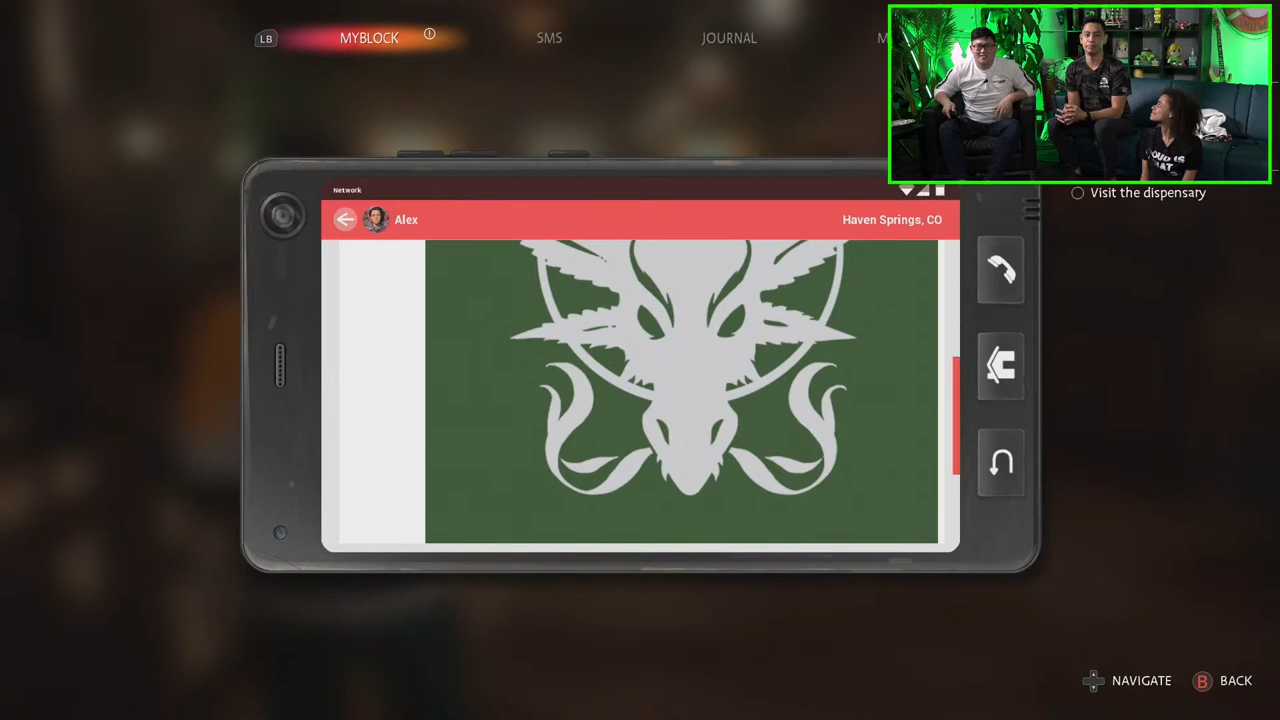 LB MYBLOCK SMS JOURNAL M
Visit the dispensary
Network
Alex Haven Springs, CO
NAVIGATE B BACK